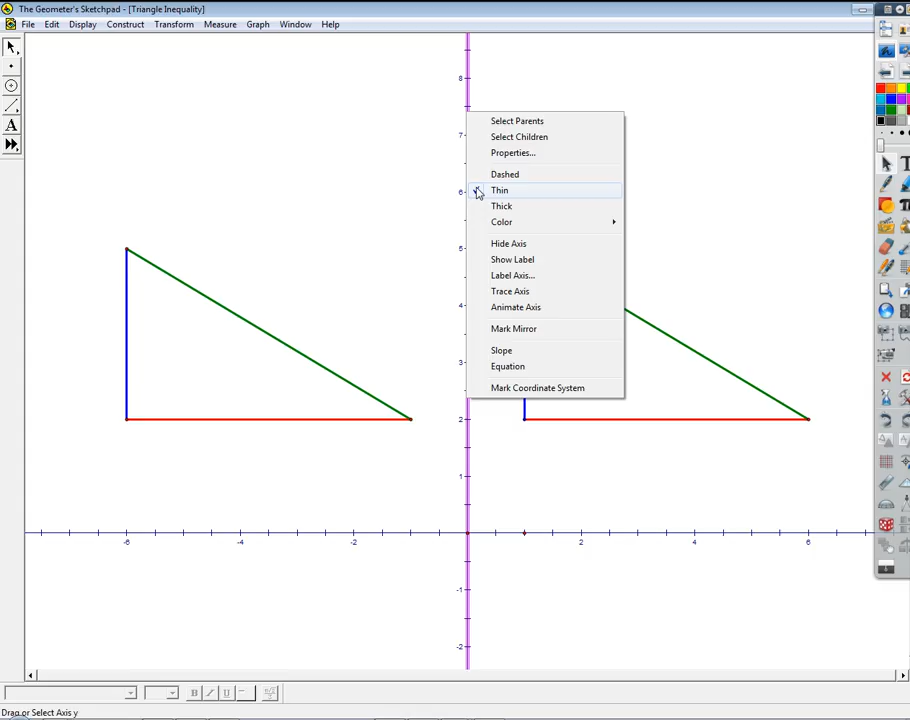 The Geometer's Sketchpad - [Triangle Inequality]
File Edit Display Construct Transform Measure Graph Window Help
A
8
7
6
5
4
3
2
1
-1
-2
-6 -4 -2 2 4 6
Select Parents
Select Children
Properties...
Dashed
Thin
Thick
Color
Hide Axis
Show Label
Label Axis...
Trace Axis
Animate Axis
Mark Mirror
Slope
Equation
Mark Coordinate System
B I U
Drag or Select Axis y